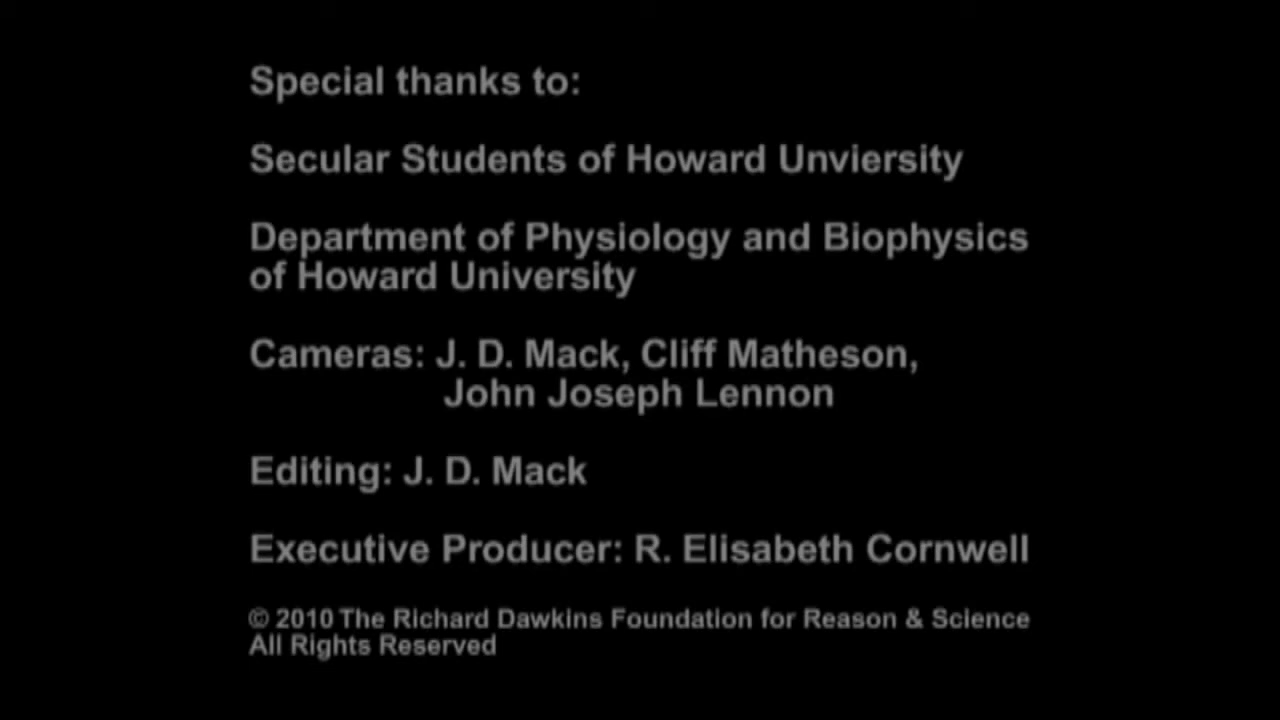 Special thanks to:
Secular Students of Howard Unviersity
Department of Physiology and Biophysics
of Howard University
Cameras: J. D. Mack, Cliff Matheson,
John Joseph Lennon
Editing: J. D. Mack
Executive Producer: R. Elisabeth Cornwell
© 2010 The Richard Dawkins Foundation for Reason & Science
All Rights Reserved